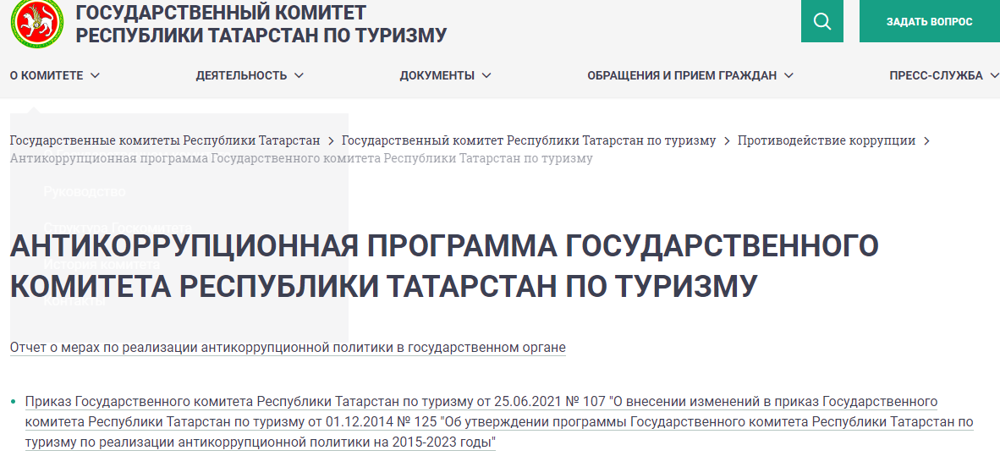 ГОСУДАРСТВЕННЫЙ КОМИТЕТ
РЕСПУБЛИКИ ТАТАРСТАН ПО ТУРИЗМУ
ЗАДАТЬ ВОПРОС
О КОМИТЕТЕ ДЕЯТЕЛЬНОСТЬ ДОКУМЕНТЫ ОБРАЩЕНИЯ И ПРИЕМ ГРАЖДАН ПРЕСС-СЛУЖБА
Государственные комитеты Республики Татарстан > Государственный комитет Республики Татарстан по туризму > Противодействие коррупции >
Антикоррупционная программа Государственного комитета Республики Татарстан по туризму
Руководство
Структура Госкомитета
АНТИКОРРУПЦИОННАЯ ПРОГРАММА ГОСУДАРСТВЕННОГО
История комитета
КОМИТЕТА РЕСПУБЛИКИ ТАТАРСТАН ПО ТУРИЗМУ
Контакты
Отчет о мерах по реализации антикоррупционной политики в государственном органе
Приказ Государственного комитета Республики Татарстан по туризму от 25.06.2021 № 107 "О внесении изменений в приказ Государственного
комитета Республики Татарстан по туризму от 01.12.2014 № 125 "Об утверждении программы Государственного комитета Республики Татарстан по
туризму по реализации антикоррупционной политики на 2015-2023 годы"